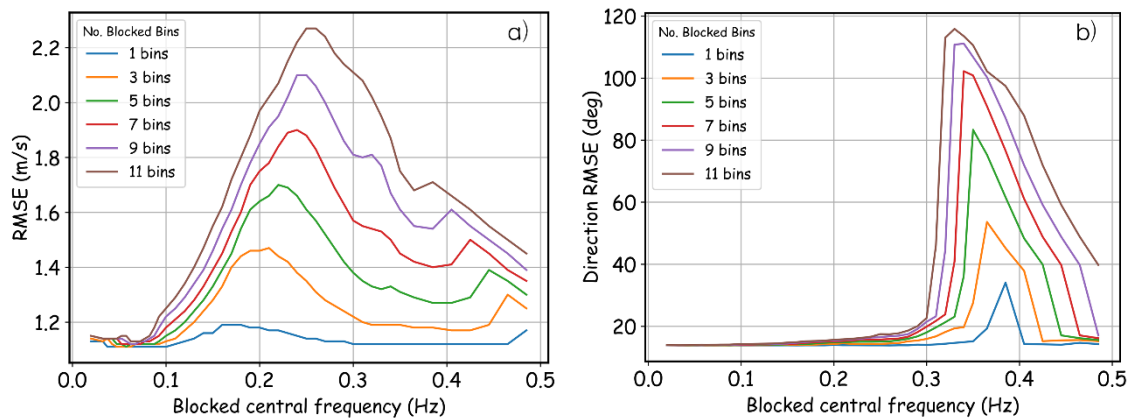 a)
No. Blocked Bins
1 bins
3 bins
5 bins
7 bins
9 bins
11 bins
RMSE (m/s)
2.2
2.0
1.8
1.6
1.4
1.2
0.0 0.1 0.2 0.3 0.4 0.5
Blocked central frequency (Hz)
b)
No. Blocked Bins
1 bins
3 bins
5 bins
7 bins
9 bins
11 bins
Direction RMSE (deg)
120
100
80
60
40
20
0.0 0.1 0.2 0.3 0.4 0.5
Blocked central frequency (Hz)